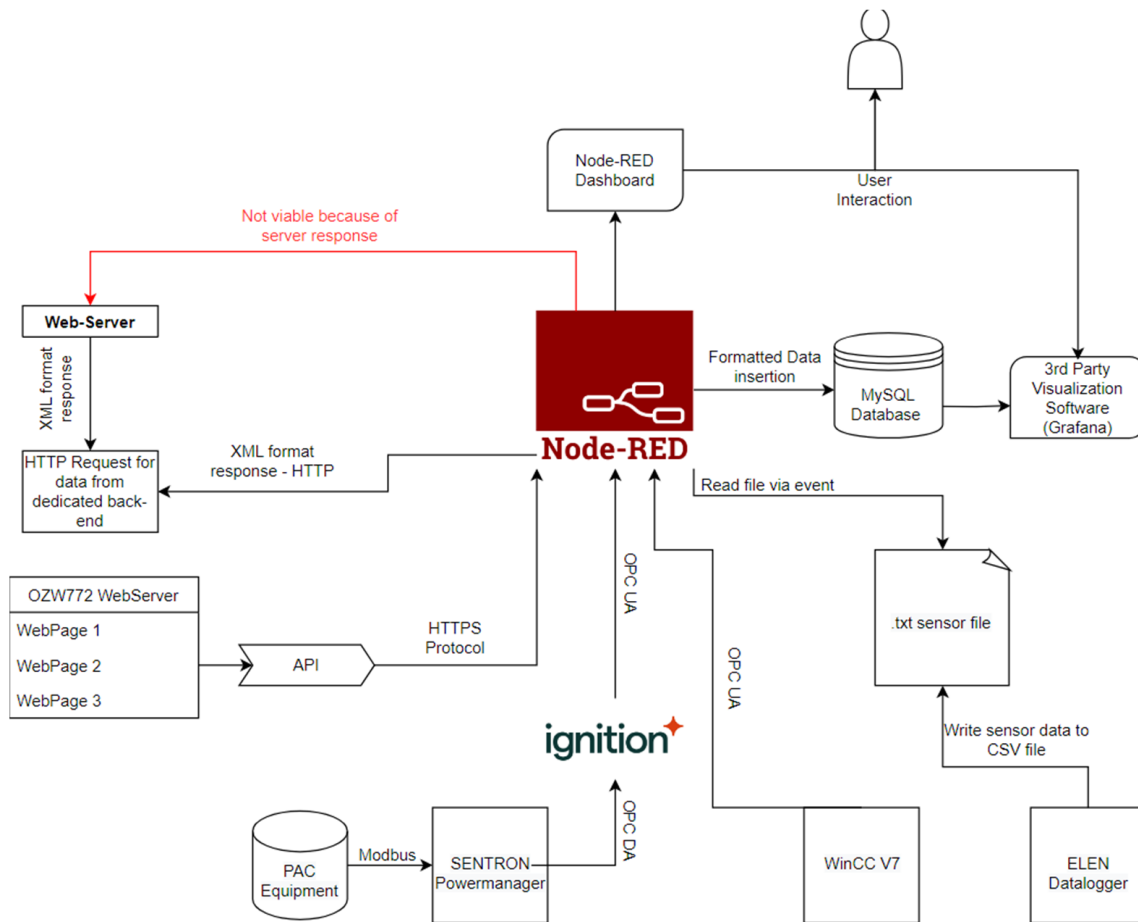 Node-RED
Dashboard
User
Interaction
Not viable because of
server response
Web-Server
XML format
response
Formatted Data
insertion
MySQL
Database
3rd Party
Visualization
Software
(Grafana)
Node-RED
HTTP Request for
data from
dedicated back-
end
XML format
response - HTTP
Read file via event
OZW772 WebServer
WebPage 1
WebPage 2
WebPage 3
API
HTTPS
Protocol
OPC UA
OPC UA
.txt sensor file
ignition
Write sensor data to
CSV file
OPC DA
PAC
Equipment
Modbus
SENTRON
Powermanager
WinCC V7
ELEN
Datalogger